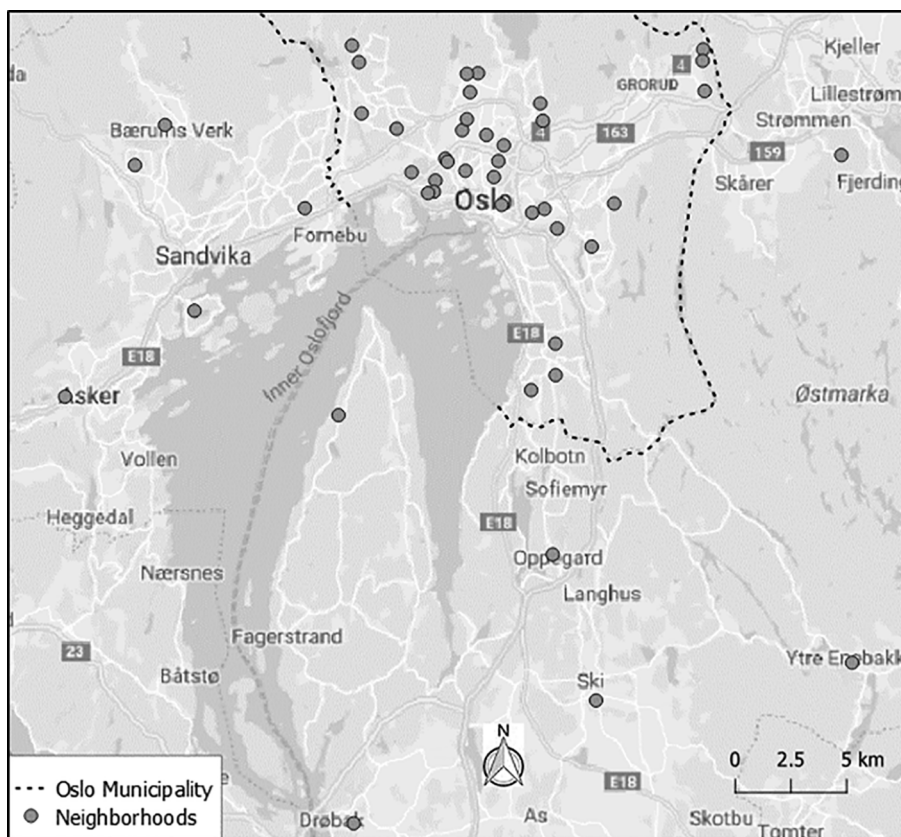 Kjeller
4
GRORUD
Lillestrøm
Bærums Verk
4
163
Strømmen
159
Skårer
Fjerding
Oslo
Fornebu
Sandvika
Inner Oslofjord
E18
E18
Asker
Østmarka
Vollen
Kolbotn
Sofiemyr
Heggedal
E18
Oppegard
Nærsnes
Langhus
Fagerstrand
23
Ytre Enebakk
Båtstø
Ski
N
0 2.5 5 km
E18
Oslo Municipality
Neighborhoods
Drøbak
As
Skotbu
Tomter